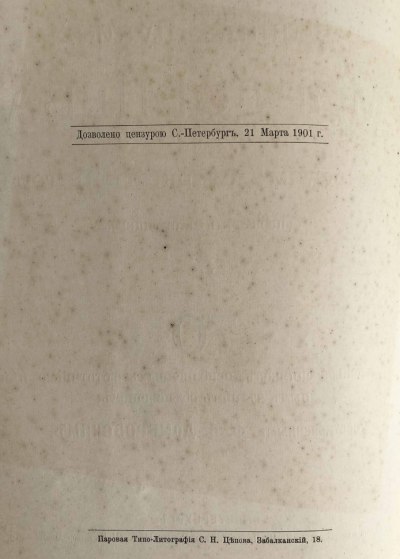 Дозволено цензурою С.-Петербургъ, 21 Марта 1901 г.
Паровая Типо-Литографія С. Н. Цѣпова, Забалканскій, 18.